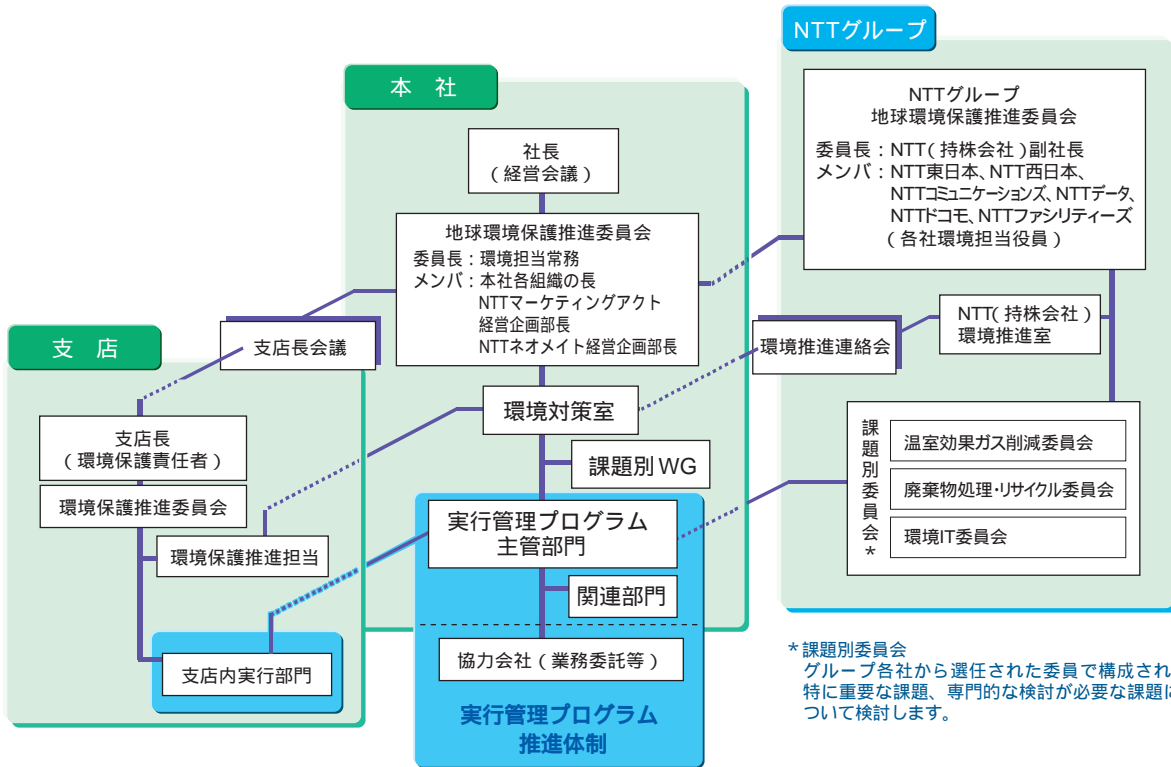 NTTグループ
本 社
NTTグループ
地球環境保護推進委員会
委員長：NTT（持株会社）副社長
メンバ：NTT東日本、NTT西日本、
NTTコミュニケーションズ、NTTデータ、
NTTドコモ、NTTファシリティーズ
（各社環境担当役員）
社長
（経営会議）
地球環境保護推進委員会
委員長：環境担当常務
メンバ：本社各組織の長
NTTマーケティングアクト
経営企画部長
NTTネオメイト経営企画部長
NTT（持株会社）
環境推進室
環境推進連絡会
支 店
支店長会議
環境対策室
支店長
（環境保護責任者）
環境保護推進委員会
環境保護推進担当
支店内実行部門
課題別WG
実行管理プログラム
主管部門
関連部門
協力会社（業務委託等）
実行管理プログラム
推進体制
課題別委員会*
温室効果ガス削減委員会
廃棄物処理・リサイクル委員会
環境IT委員会
*課題別委員会
グループ各社から選任された委員で構成され
特に重要な課題、専門的な検討が必要な課題に
ついて検討します。